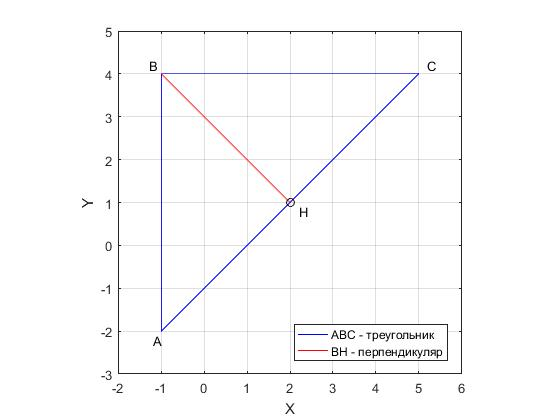 5
B
C
4
3
2
Y
1
H
0
-1
-2
A
ABC - треугольник
BH - перпендикуляр
-3
-2 -1 0 1 2 3 4 5 6
X